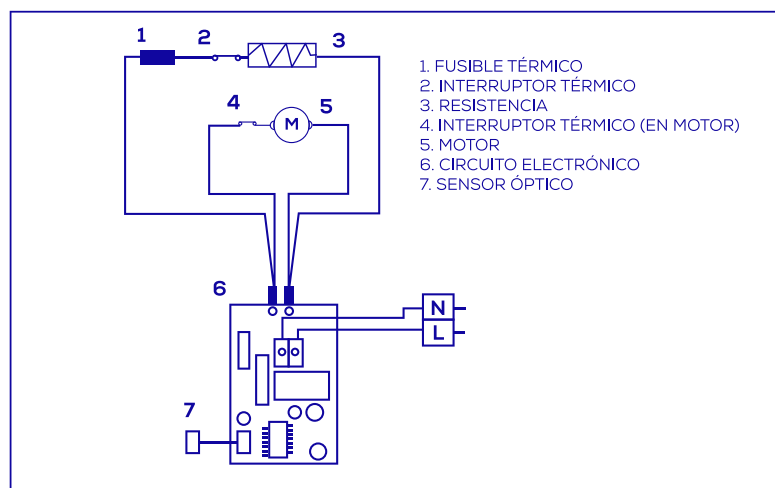 1
2
3
4
M
5
1. FUSIBLE TÉRMICO
2. INTERRUPTOR TÉRMICO
3. RESISTENCIA
4. INTERRUPTOR TÉRMICO (EN MOTOR)
5. MOTOR
6. CIRCUITO ELECTRÓNICO
7. SENSOR ÓPTICO
6
N
L
7